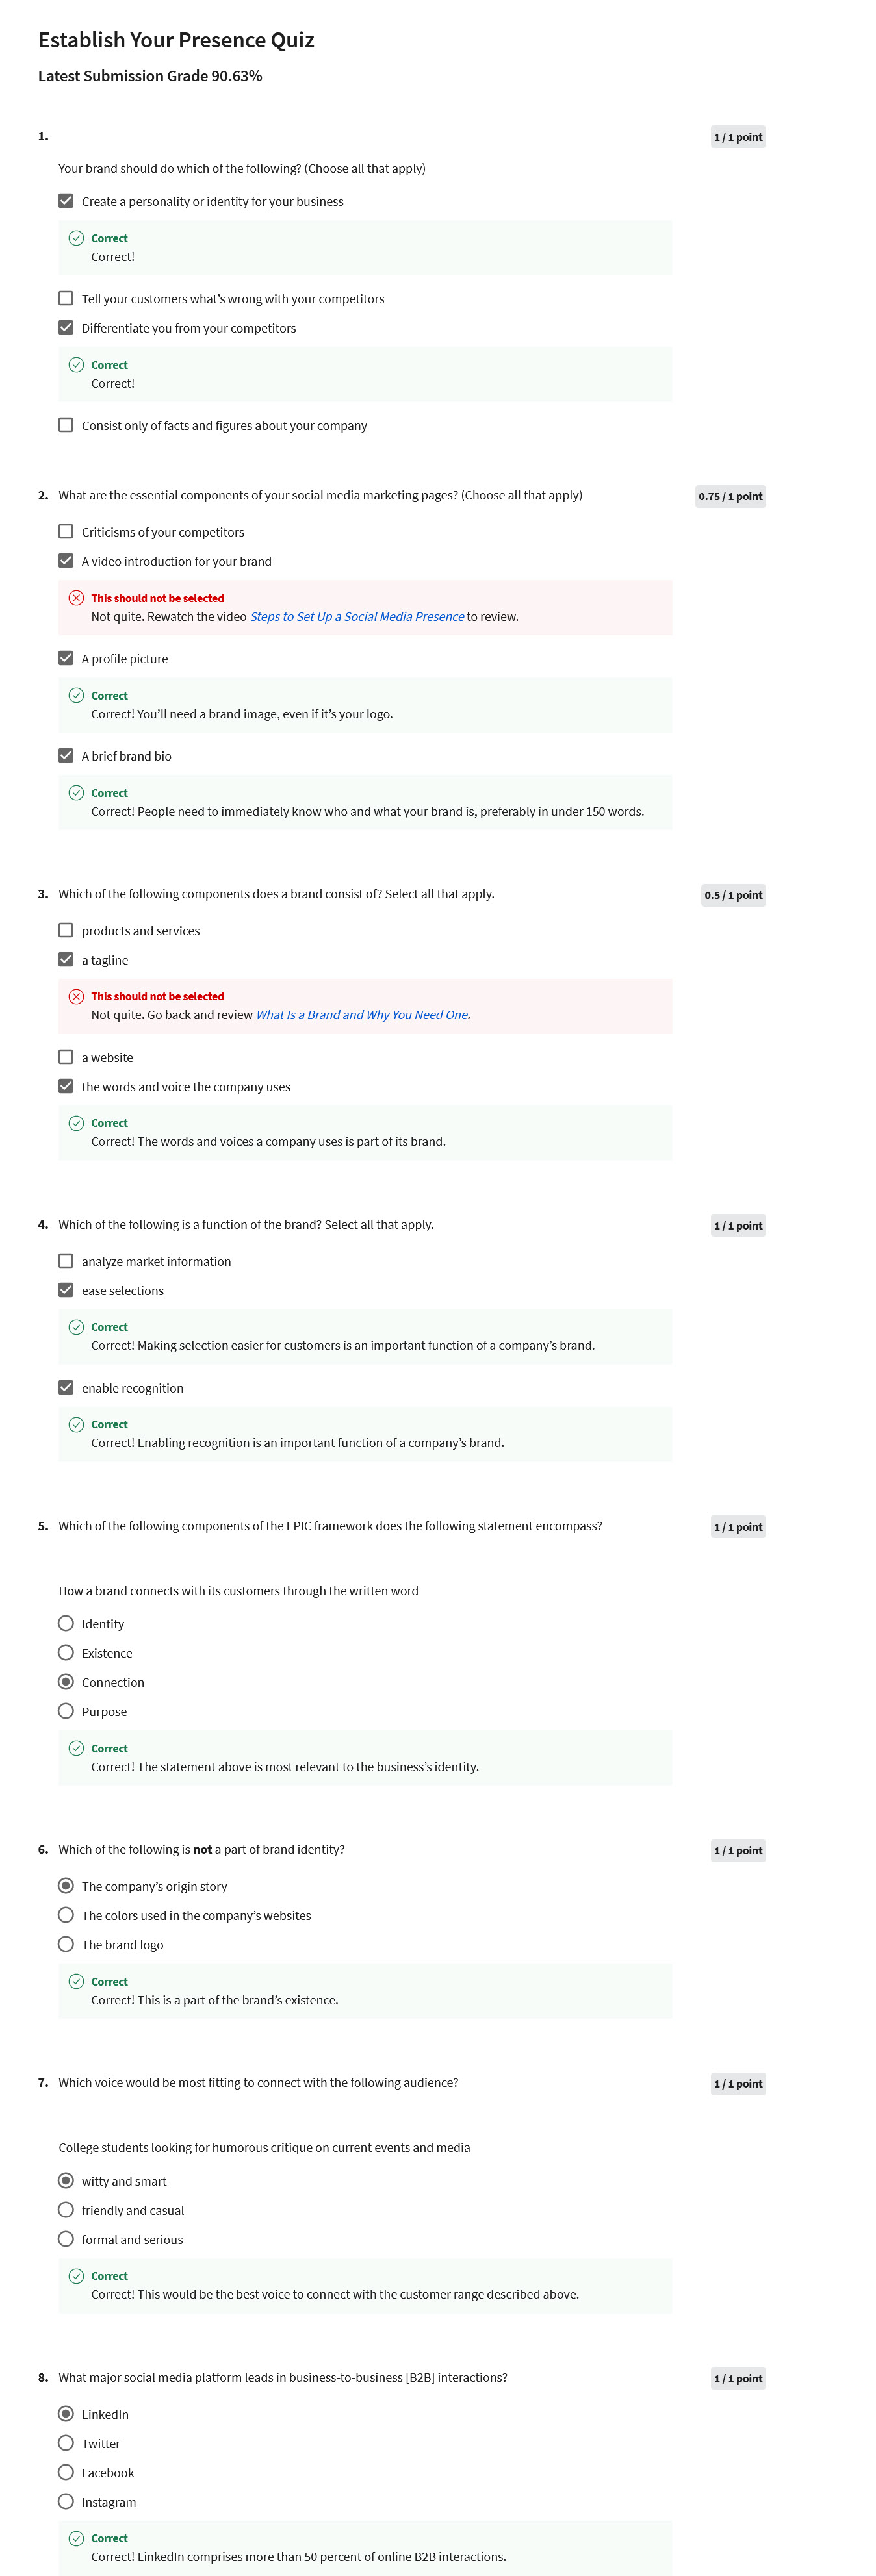 Establish Your Presence Quiz
Latest Submission Grade 90.63%
1.
1 / 1 point
Your brand should do which of the following? (Choose all that apply)
Create a personality or identity for your business
Correct
Correct!
Tell your customers what’s wrong with your competitors
Differentiate you from your competitors
Correct
Correct!
Consist only of facts and figures about your company
2. What are the essential components of your social media marketing pages? (Choose all that apply)
0.75 / 1 point
Criticisms of your competitors
A video introduction for your brand
This should not be selected
Not quite. Rewatch the video Steps to Set Up a Social Media Presence to review.
A profile picture
Correct
Correct! You’ll need a brand image, even if it’s your logo.
A brief brand bio
Correct
Correct! People need to immediately know who and what your brand is, preferably in under 150 words.
3. Which of the following components does a brand consist of? Select all that apply.
0.5 / 1 point
products and services
a tagline
This should not be selected
Not quite. Go back and review What Is a Brand and Why You Need One.
a website
the words and voice the company uses
Correct
Correct! The words and voices a company uses is part of its brand.
4. Which of the following is a function of the brand? Select all that apply.
1 / 1 point
analyze market information
ease selections
Correct
Correct! Making selection easier for customers is an important function of a company’s brand.
enable recognition
Correct
Correct! Enabling recognition is an important function of a company’s brand.
5. Which of the following components of the EPIC framework does the following statement encompass?
1 / 1 point
How a brand connects with its customers through the written word
Identity
Existence
Connection
Purpose
Correct
Correct! The statement above is most relevant to the business’s identity.
6. Which of the following is not a part of brand identity?
1 / 1 point
The company’s origin story
The colors used in the company’s websites
The brand logo
Correct
Correct! This is a part of the brand’s existence.
7. Which voice would be most fitting to connect with the following audience?
1 / 1 point
College students looking for humorous critique on current events and media
witty and smart
friendly and casual
formal and serious
Correct
Correct! This would be the best voice to connect with the customer range described above.
8. What major social media platform leads in business-to-business [B2B] interactions?
1 / 1 point
LinkedIn
Twitter
Facebook
Instagram
Correct
Correct! LinkedIn comprises more than 50 percent of online B2B interactions.